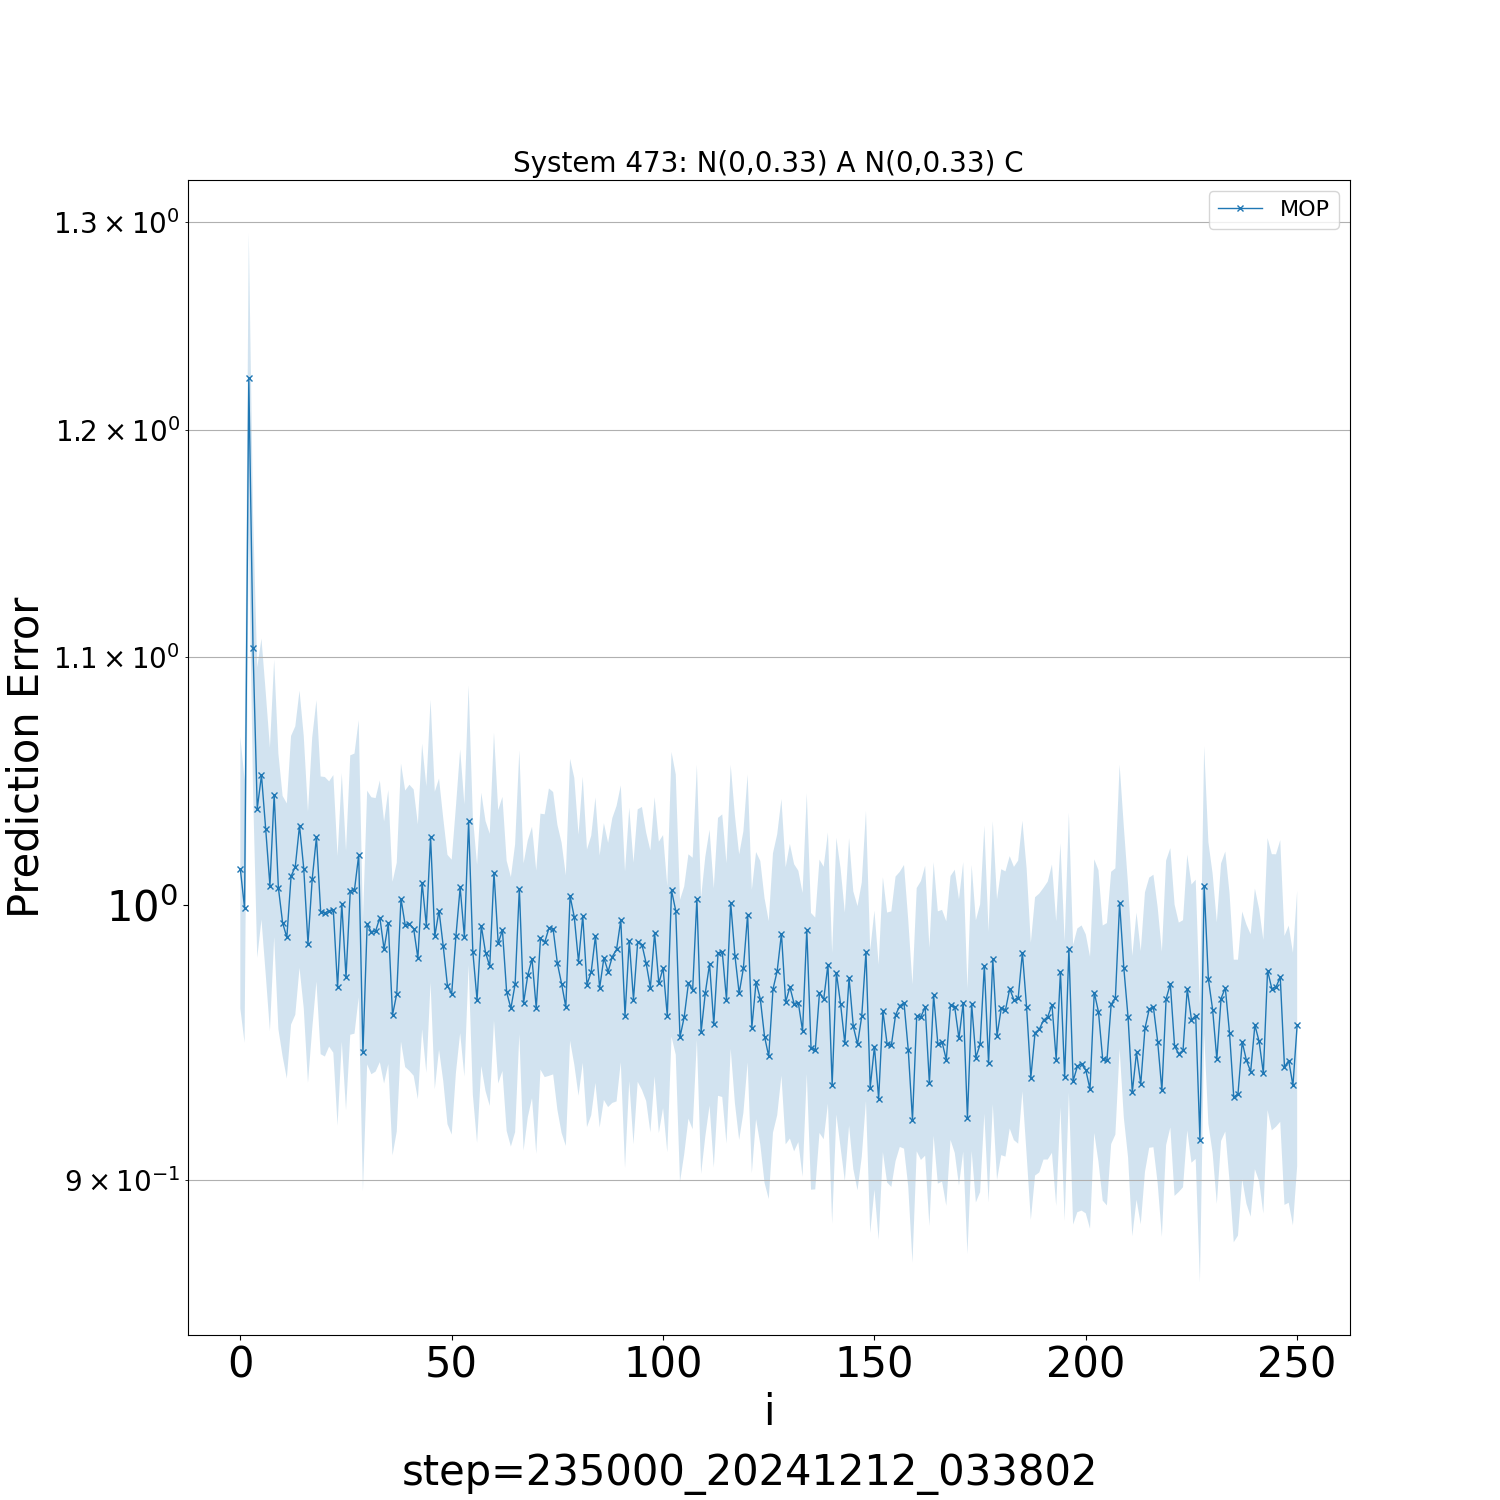 System 473: N(0,0.33) A N(0,0.33) C
MOP
1.3 × 10⁰
1.2 × 10⁰
1.1 × 10⁰
10⁰
9 × 10⁻¹
Prediction Error
0 50 100 150 200 250
i
step=235000_20241212_033802